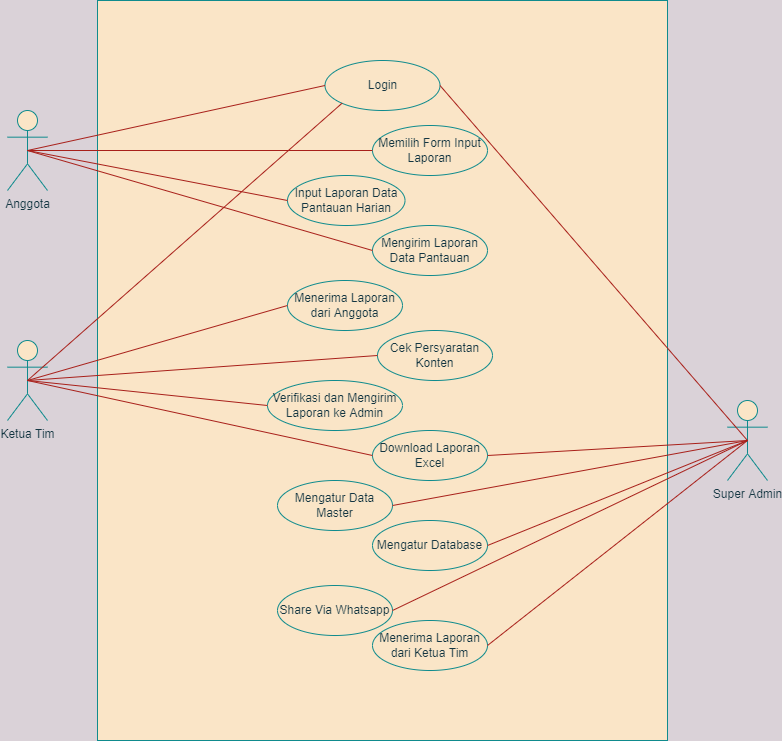 Login
Memilih Form Input
Laporan
Input Laporan Data
Pantauan Harian
Anggota
Mengirim Laporan
Data Pantauan
Menerima Laporan
dari Anggota
Cek Persyaratan
Konten
Verifikasi dan Mengirim
Laporan ke Admin
Ketua Tim
Download Laporan
Excel
Mengatur Data
Master
Super Admin
Mengatur Database
Share Via Whatsapp
Menerima Laporan
dari Ketua Tim